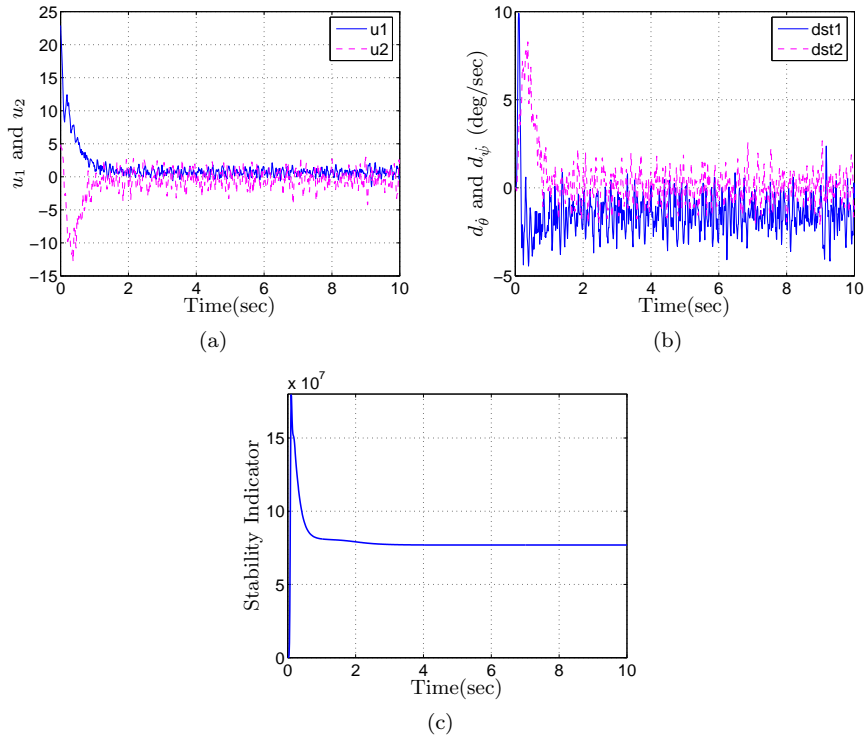 25
20
15
10
5
0
−5
−10
−15
0 2 4 6 8 10
u₁ and u₂
Time(sec)
u1
u2
(a)
10
5
0
−5
0 2 4 6 8 10
d_θ̇ and d_ψ̇ (deg/sec)
Time(sec)
dst1
dst2
(b)
x 10⁷
15
10
5
0
0 2 4 6 8 10
Stability Indicator
Time(sec)
(c)